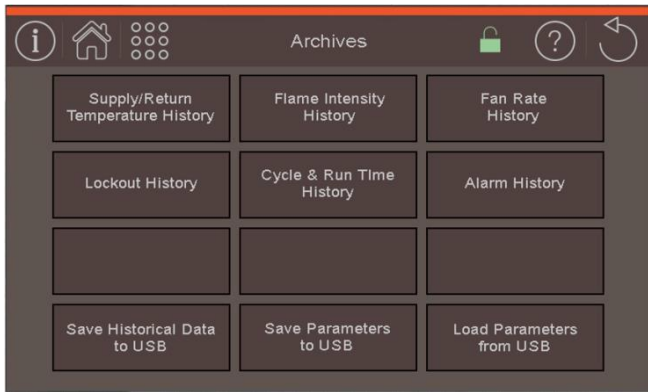 i
Archives
?
Supply/Return
Temperature History
Flame Intensity
History
Fan Rate
History
Lockout History
Cycle & Run TIme
History
Alarm History
Save Historical Data
to USB
Save Parameters
to USB
Load Parameters
from USB